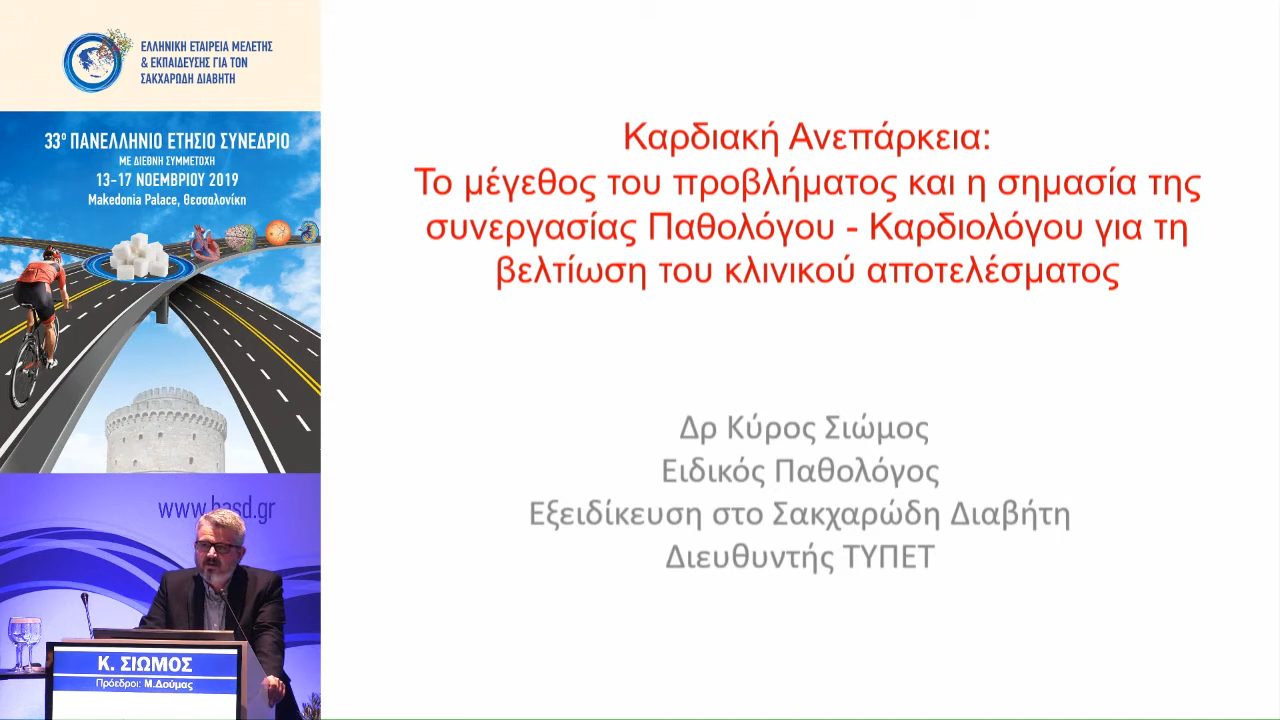 ΕΛΛΗΝΙΚΗ ΕΤΑΙΡΕΙΑ ΜΕΛΕΤΗΣ
& ΕΚΠΑΙΔΕΥΣΗΣ ΓΙΑ ΤΟΝ
ΣΑΚΧΑΡΩΔΗ ΔΙΑΒΗΤΗ
33ο ΠΑΝΕΛΛΗΝΙΟ ΕΤΗΣΙΟ ΣΥΝΕΔΡΙΟ
ΜΕ ΔΙΕΘΝΗ ΣΥΜΜΕΤΟΧΗ
13-17 ΝΟΕΜΒΡΙΟΥ 2019
Makedonia Palace, Θεσσαλονίκη
www.hasd.gr
Κ. ΣΙΩΜΟΣ
Πρόεδροι: Μ.Δούμας
Καρδιακή Ανεπάρκεια:
Το μέγεθος του προβλήματος και η σημασία της
συνεργασίας Παθολόγου - Καρδιολόγου για τη
βελτίωση του κλινικού αποτελέσματος
Δρ Κύρος Σιώμος
Ειδικός Παθολόγος
Εξειδίκευση στο Σακχαρώδη Διαβήτη
Διευθυντής ΤΥΠΕΤ